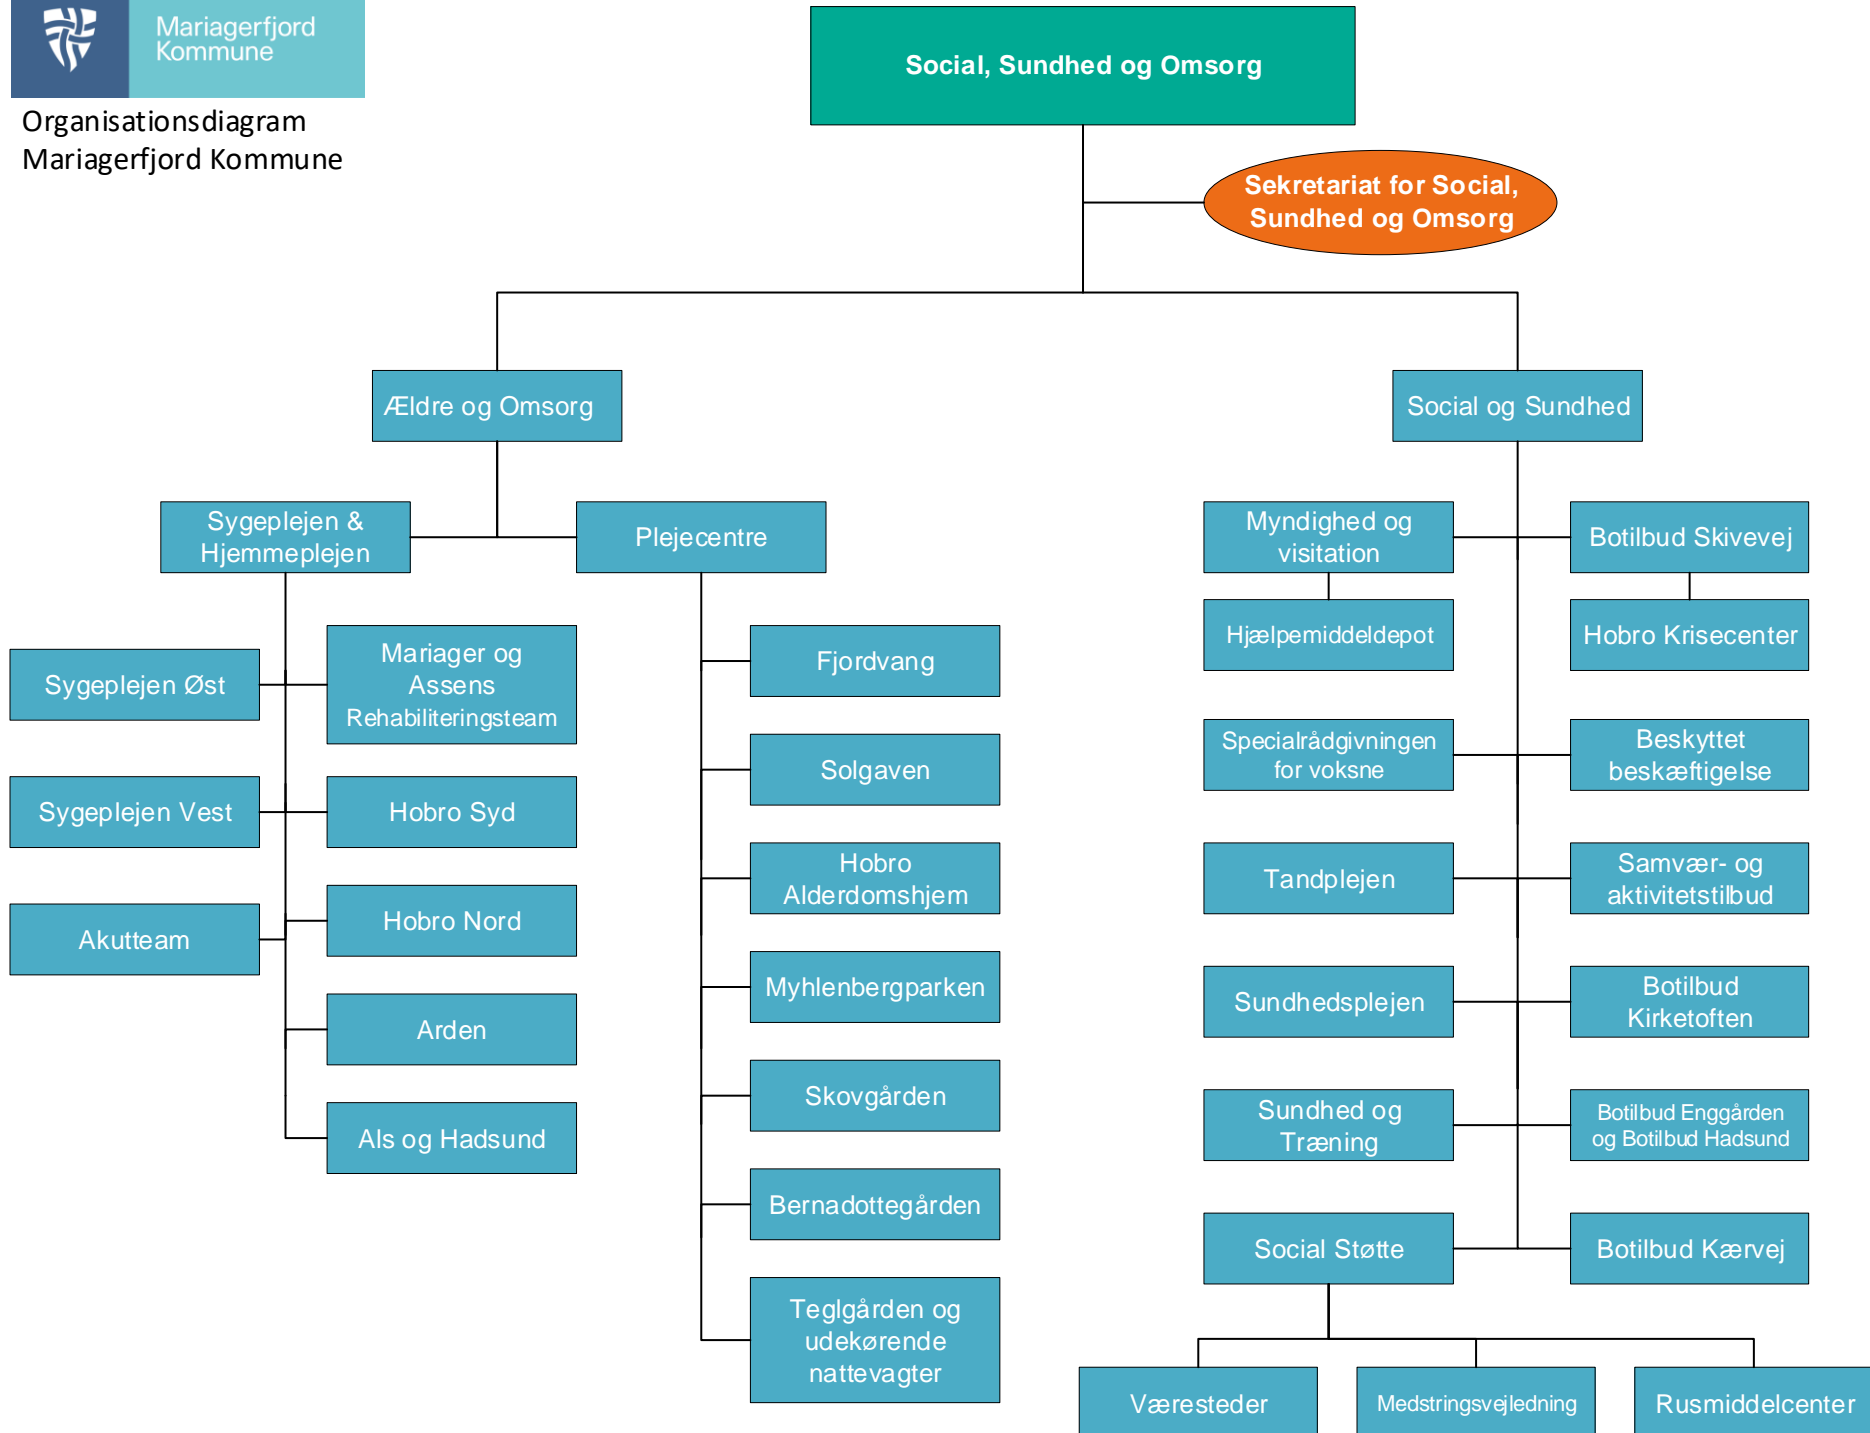 Mariagerfjord
Kommune
Organisationsdiagram
Mariagerfjord Kommune
Social, Sundhed og Omsorg
Sekretariat for Social,
Sundhed og Omsorg
Ældre og Omsorg
Social og Sundhed
Sygeplejen &
Hjemmeplejen
Plejecentre
Sygeplejen Øst
Sygeplejen Vest
Akutteam
Mariager og
Assens
Rehabiliteringsteam
Hobro Syd
Hobro Nord
Arden
Als og Hadsund
Fjordvang
Solgaven
Hobro
Alderdomshjem
Myhlenbergparken
Skovgården
Bernadottegården
Teglgården og
udekørende
nattevagter
Myndighed og
visitation
Hjælpemiddeldepot
Specialrådgivningen
for voksne
Tandplejen
Sundhedsplejen
Sundhed og
Træning
Social Støtte
Botilbud Skivevej
Hobro Krisecenter
Beskyttet
beskæftigelse
Samvær- og
aktivitetstilbud
Botilbud
Kirketoften
Botilbud Enggården
og Botilbud Hadsund
Botilbud Kærvej
Væresteder
Medstringsvejledning
Rusmiddelcenter